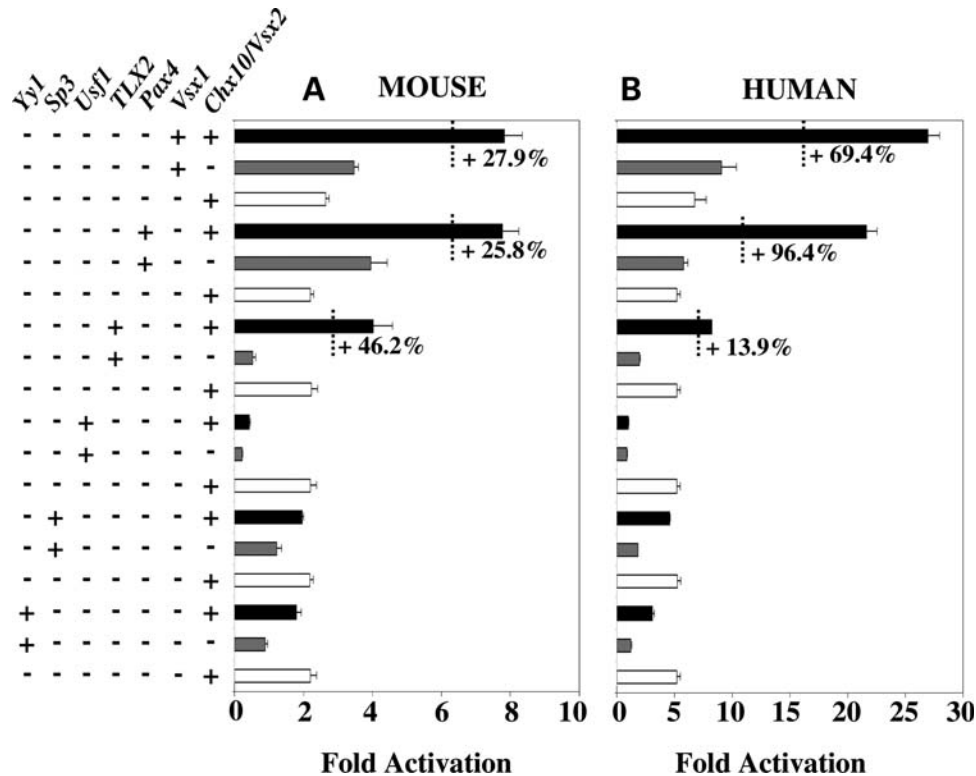 Yy1 Sp3 Usf1 TLX2 Pax4 Vsx1 Chx10/Vsx2
A MOUSE B HUMAN
- - - - - + +
+ 27.9% + 69.4%
- - - - - + -
- - - - - - +
- - - - + - +
+ 25.8% + 96.4%
- - - - + - -
- - - - - - +
- - - + - - +
+ 46.2% + 13.9%
- - - + - - -
- - - - - - +
- - + - - - +
- - + - - - -
- - - - - - +
- + - - - - +
- + - - - - -
- - - - - - +
+ - - - - - +
+ - - - - - -
- - - - - - +
0 2 4 6 8 10 0 5 10 15 20 25 30
Fold Activation Fold Activation